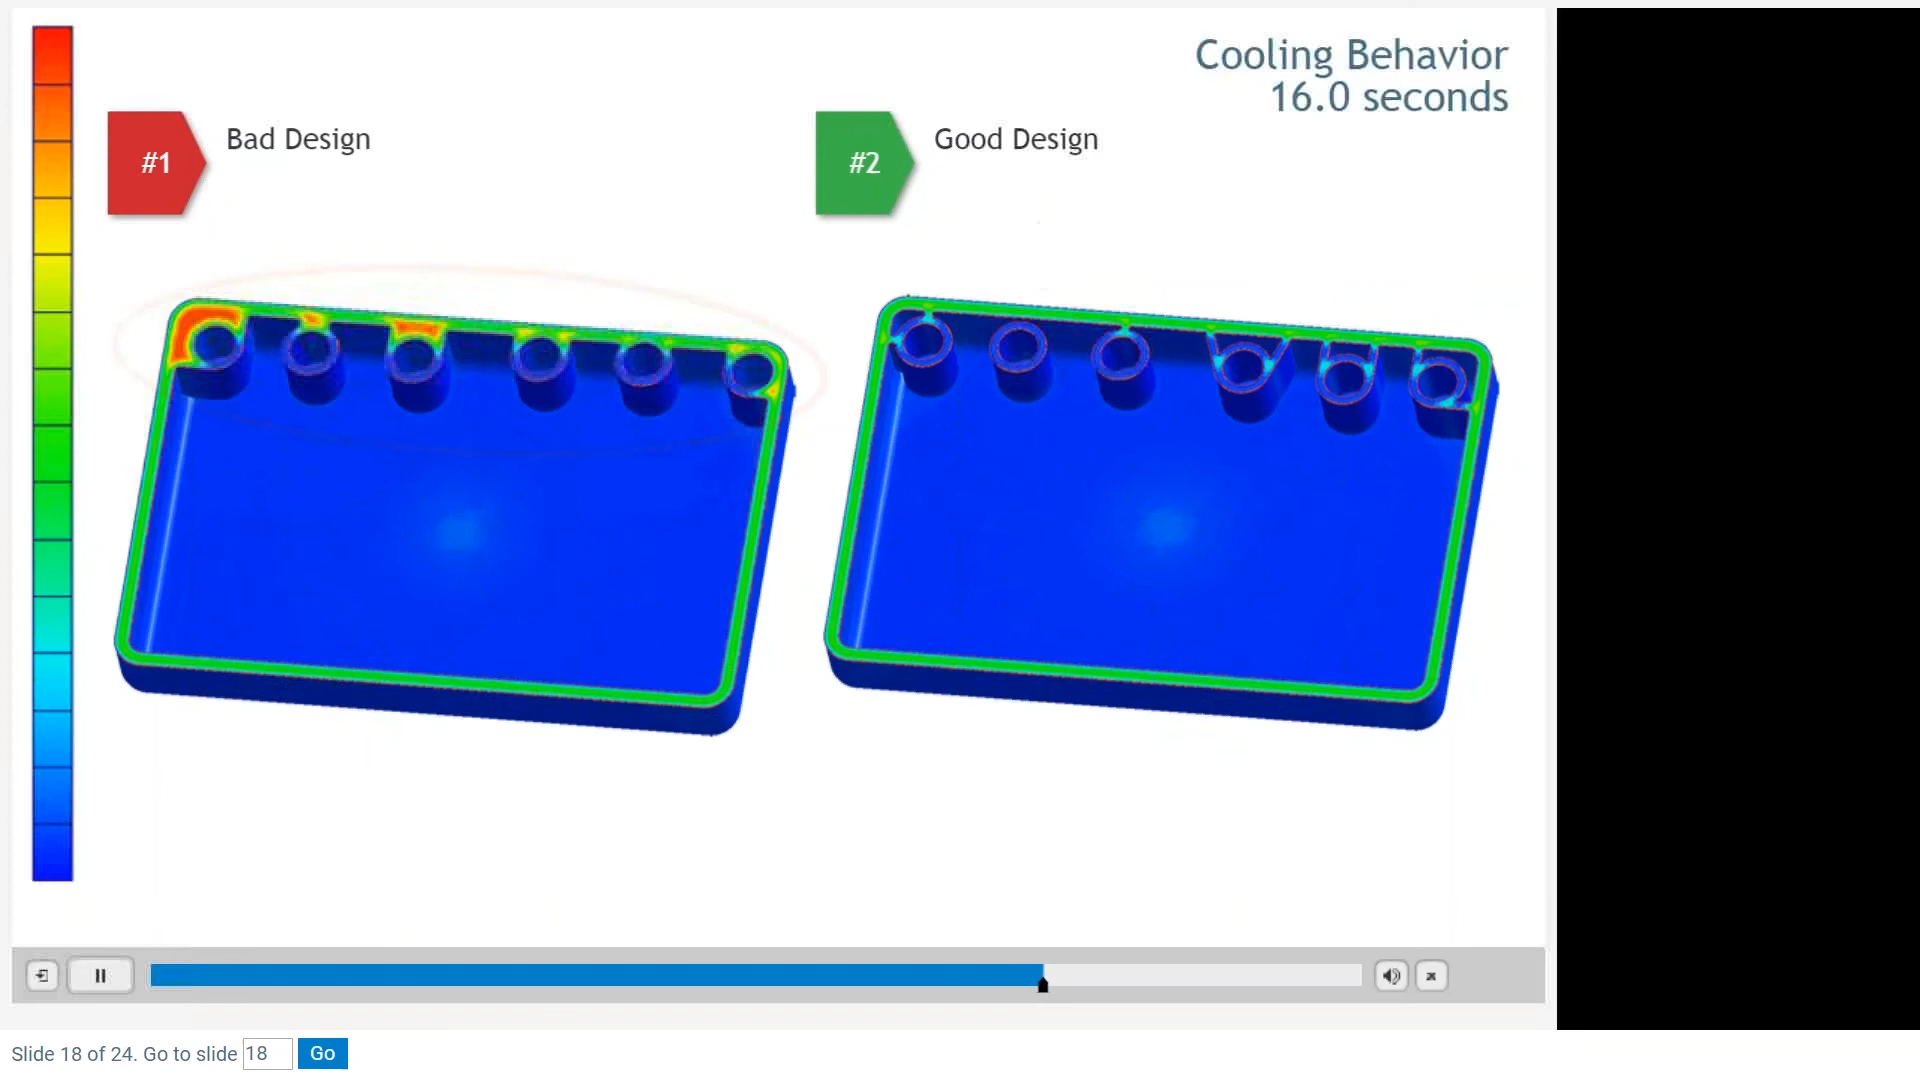 Cooling Behavior
16.0 seconds
#1
Bad Design
#2
Good Design
Slide 18 of 24. Go to slide 18 Go